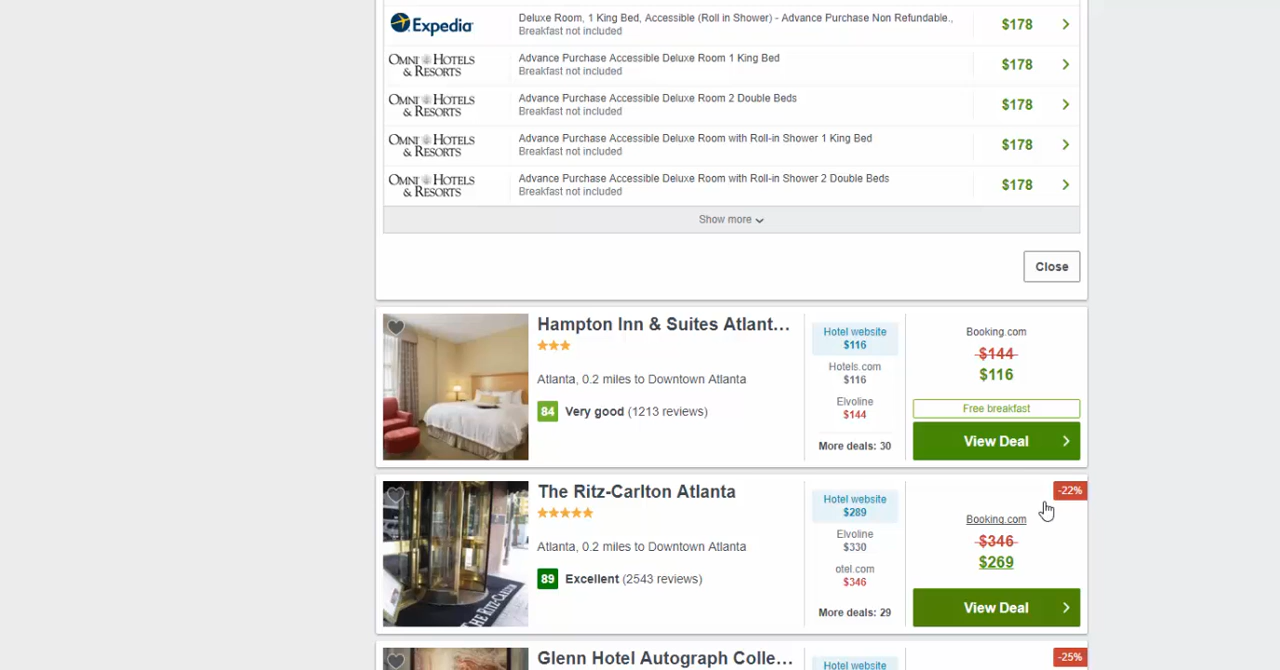 Expedia
Deluxe Room, 1 King Bed, Accessible (Roll in Shower) - Advance Purchase Non Refundable.,
Breakfast not included
$178
OMNI HOTELS
& RESORTS
Advance Purchase Accessible Deluxe Room 1 King Bed
Breakfast not included
$178
OMNI HOTELS
& RESORTS
Advance Purchase Accessible Deluxe Room 2 Double Beds
Breakfast not included
$178
OMNI HOTELS
& RESORTS
Advance Purchase Accessible Deluxe Room with Roll-in Shower 1 King Bed
Breakfast not included
$178
OMNI HOTELS
& RESORTS
Advance Purchase Accessible Deluxe Room with Roll-in Shower 2 Double Beds
Breakfast not included
$178
Show more
Close
Hampton Inn & Suites Atlant...
Atlanta, 0.2 miles to Downtown Atlanta
84 Very good (1213 reviews)
Hotel website
$116
Hotels.com
$116
Elvoline
$144
More deals: 30
Booking.com
$144
$116
Free breakfast
View Deal
The Ritz-Carlton Atlanta
Atlanta, 0.2 miles to Downtown Atlanta
89 Excellent (2543 reviews)
THE RITZ-CARLTON
Hotel website
$289
Elvoline
$330
otel.com
$346
More deals: 29
-22%
Booking.com
$346
$269
View Deal
Glenn Hotel Autograph Colle...
Hotel website
-25%